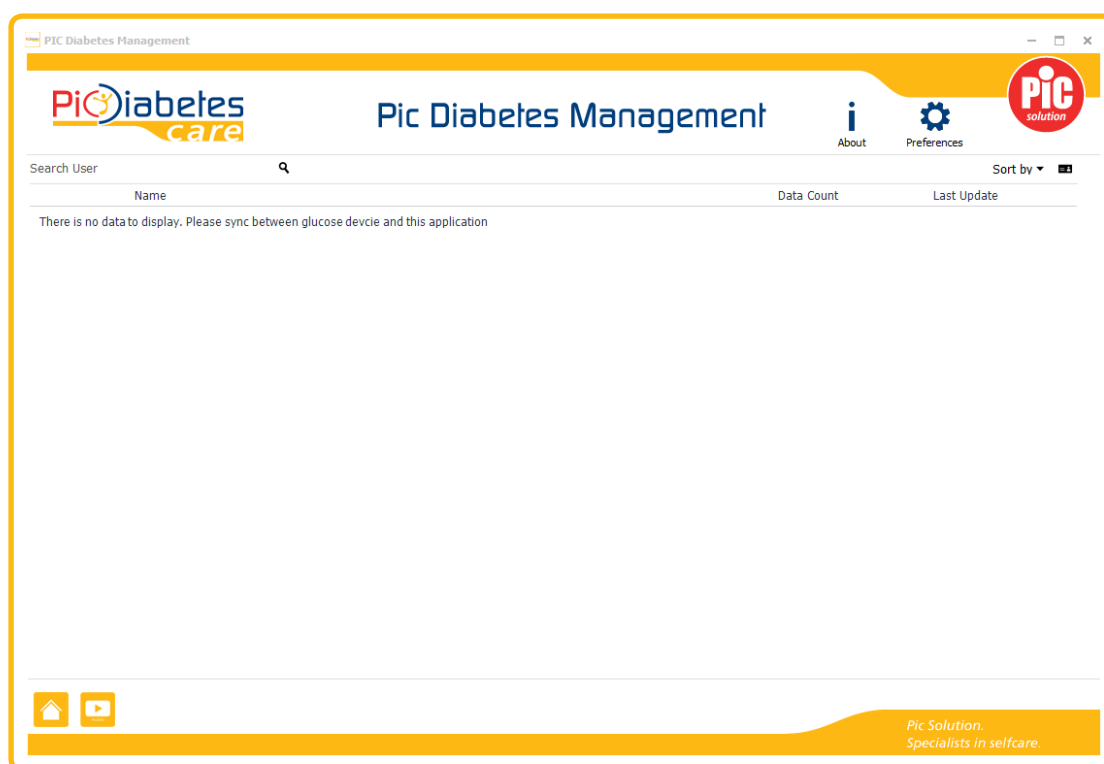 PIC Diabetes Management
PiCDiabetes
care
Pic Diabetes Management
PiC
solution
About
Preferences
Search User
Sort by
Name Data Count Last Update
There is no data to display. Please sync between glucose devcie and this application
Pic Solution.
Specialists in selfcare.